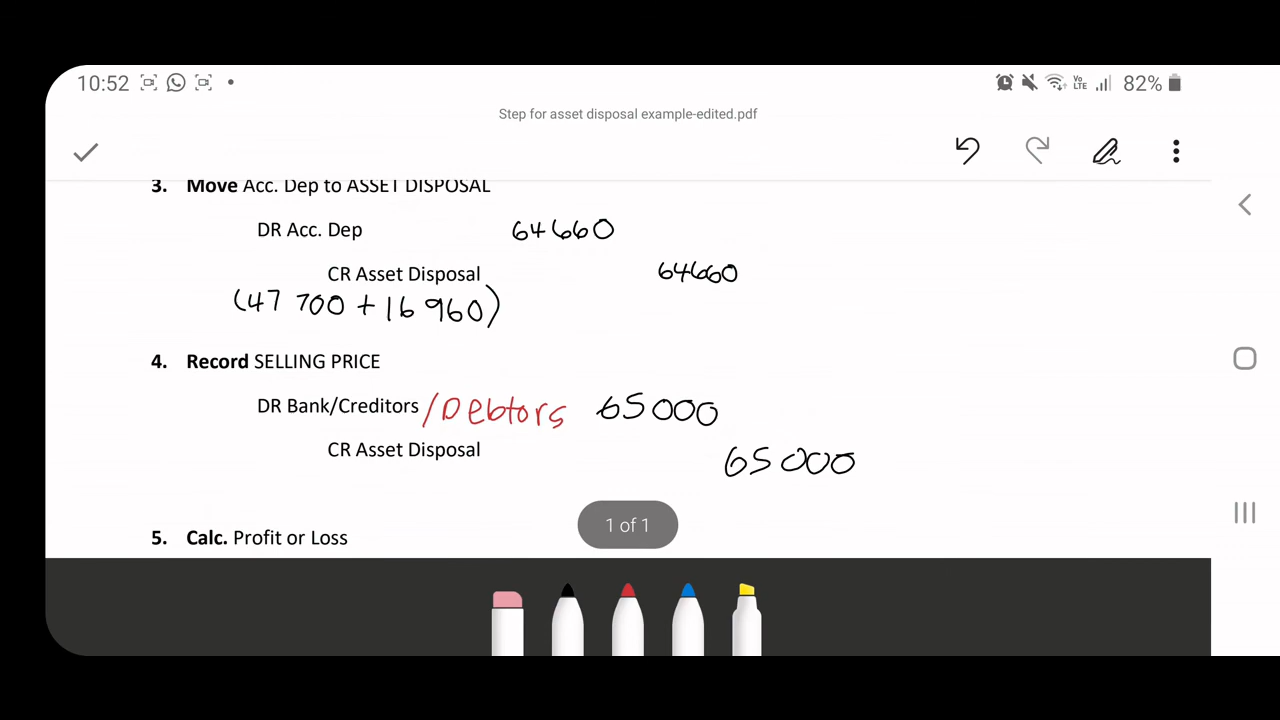 10:52 82%
Vo LTE
Step for asset disposal example-edited.pdf
3. Move Acc. Dep to ASSET DISPOSAL
DR Acc. Dep 64660
CR Asset Disposal 64660
(47 700 + 16 960)
4. Record SELLING PRICE
DR Bank/Creditors /Debtors 65000
CR Asset Disposal 65000
1 of 1
5. Calc. Profit or Loss